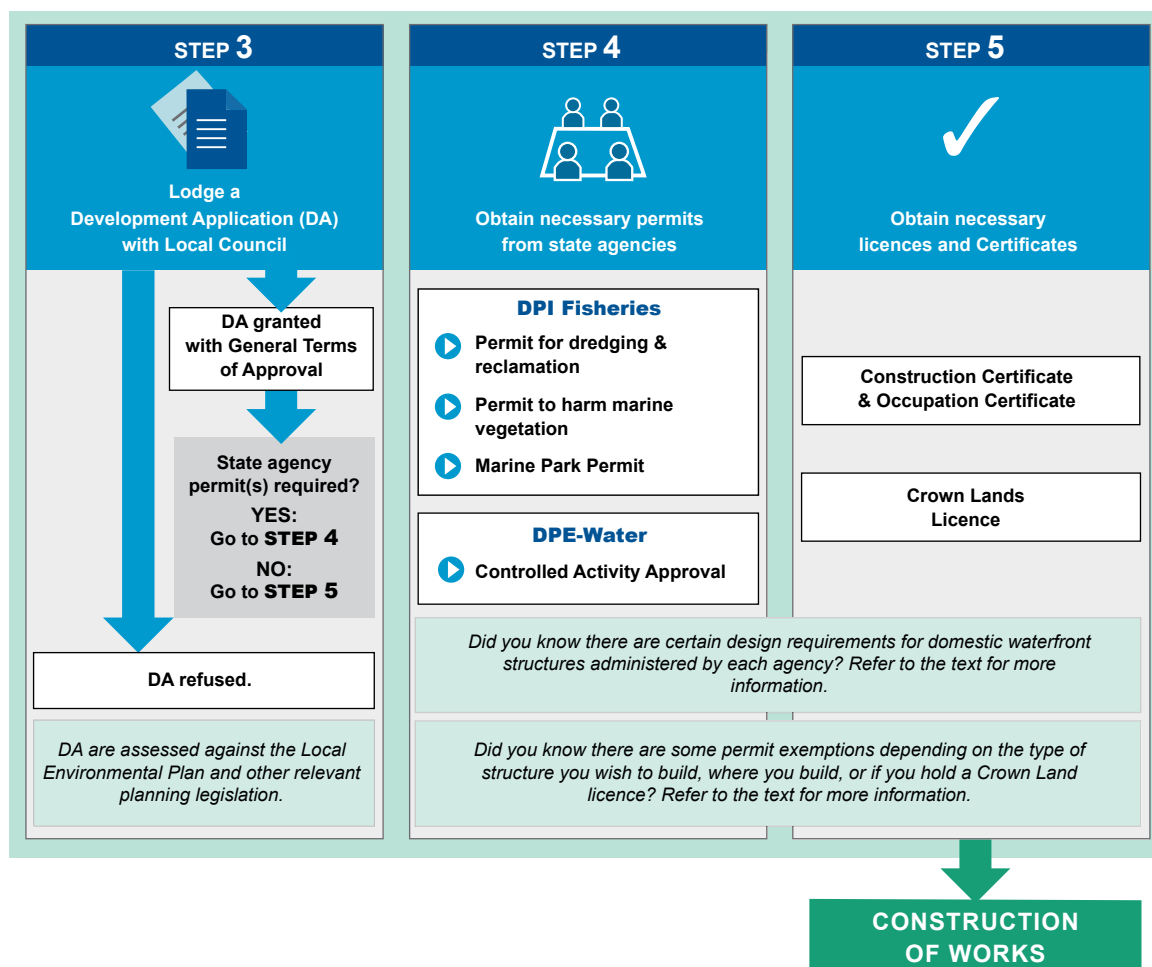 STEP 3
Lodge a
Development Application (DA)
with Local Council
DA granted
with General Terms
of Approval
State agency
permit(s) required?
YES:
Go to STEP 4
NO:
Go to STEP 5
DA refused.
DA are assessed against the Local
Environmental Plan and other relevant
planning legislation.
STEP 4
Obtain necessary permits
from state agencies
DPI Fisheries
Permit for dredging &
reclamation
Permit to harm marine
vegetation
Marine Park Permit
DPE-Water
Controlled Activity Approval
STEP 5
Obtain necessary
licences and Certificates
Construction Certificate
& Occupation Certificate
Crown Lands
Licence
Did you know there are certain design requirements for domestic waterfront
structures administered by each agency? Refer to the text for more
information.
Did you know there are some permit exemptions depending on the type of
structure you wish to build, where you build, or if you hold a Crown Land
licence? Refer to the text for more information.
CONSTRUCTION
OF WORKS